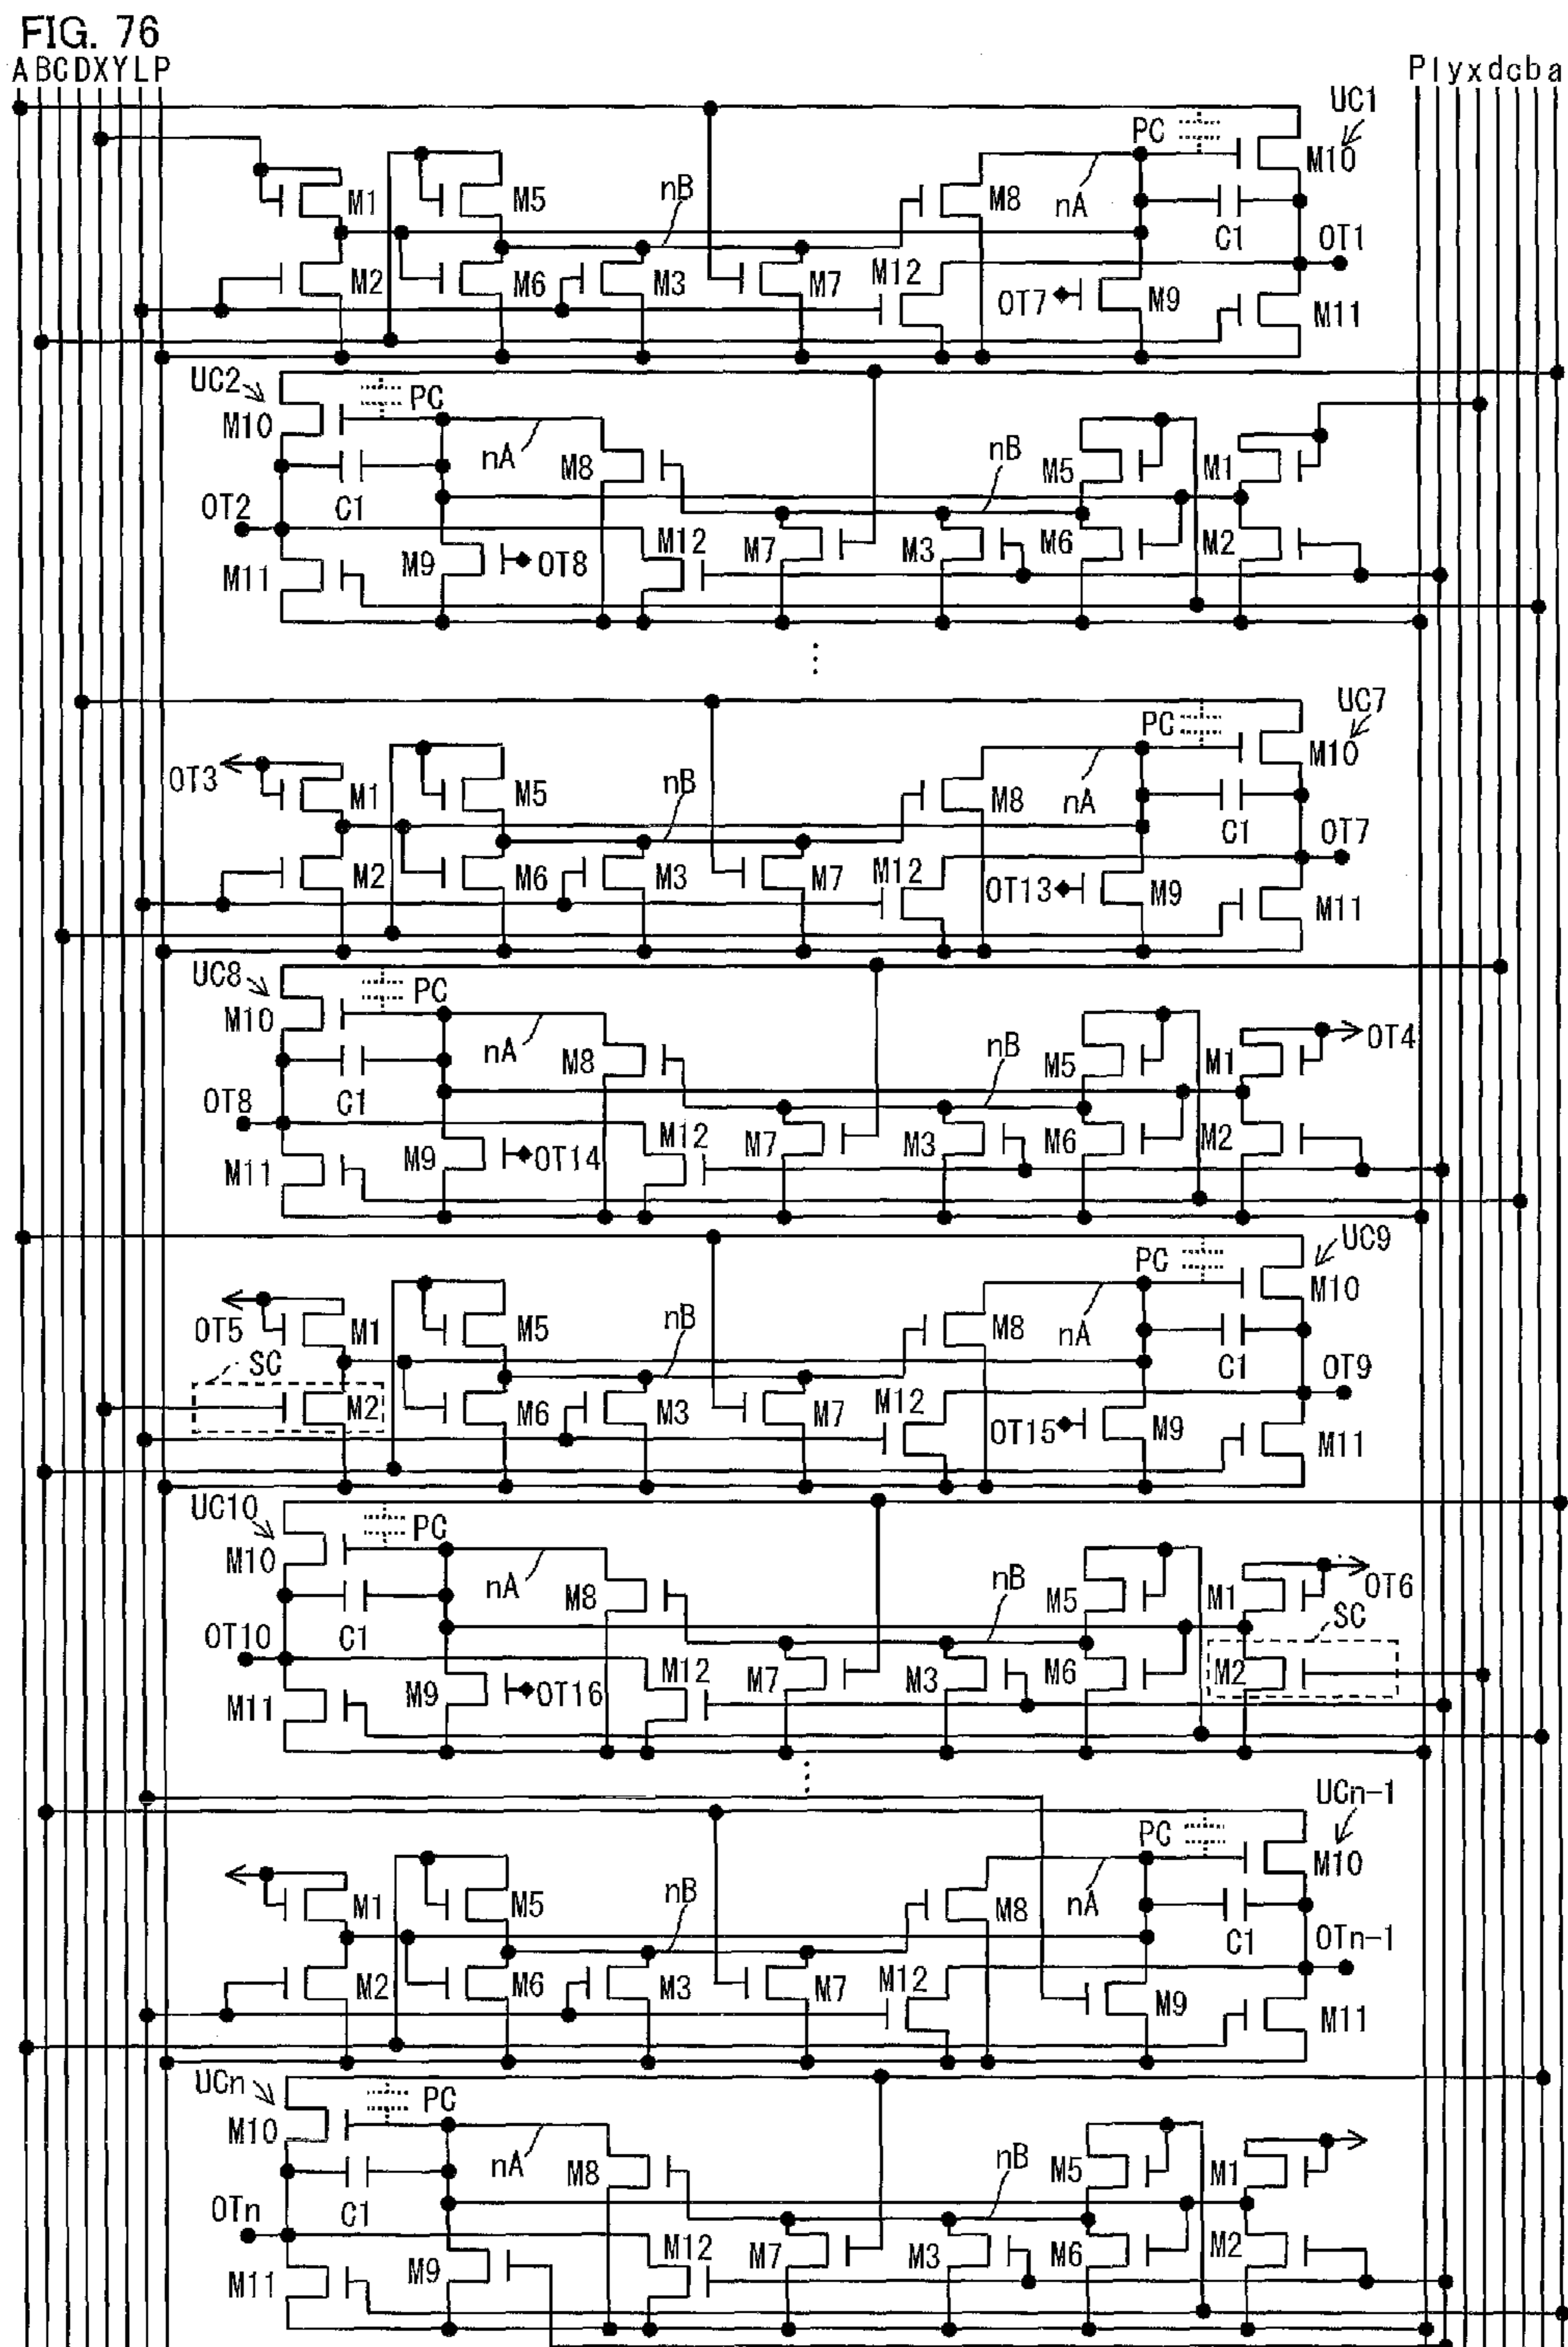 FIG. 76
A B C D X Y L P
P l y x d c b a
UC1
PC
M10
M1 M5 nB M8 nA
C1 OT1
M2 M6 M3 M7 M12 OT7 M9 M11
UC2 PC
M10
nA M8 nB M5 M1
OT2 C1
M11 M9 OT8 M12 M7 M3 M6 M2
UC7
PC
M10
OT3 M1 M5 nB M8 nA
C1 OT7
M2 M6 M3 M7 M12 OT13 M9 M11
UC8 PC
M10
nA M8 nB M5 M1 OT4
OT8 C1
M11 M9 OT14 M12 M7 M3 M6 M2
UC9
PC
M10
OT5 M1 M5 nB M8 nA
SC C1 OT9
M2 M6 M3 M7 M12 OT15 M9 M11
UC10 PC
M10
nA M8 nB M5 M1 OT6
OT10 C1 SC
M11 M9 OT16 M12 M7 M3 M6 M2
UCn-1
PC
M10
M1 M5 nB M8 nA
C1 OTn-1
M2 M6 M3 M7 M12 M9 M11
UCn PC
M10
nA M8 nB M5 M1
OTn C1
M11 M9 M12 M7 M3 M6 M2